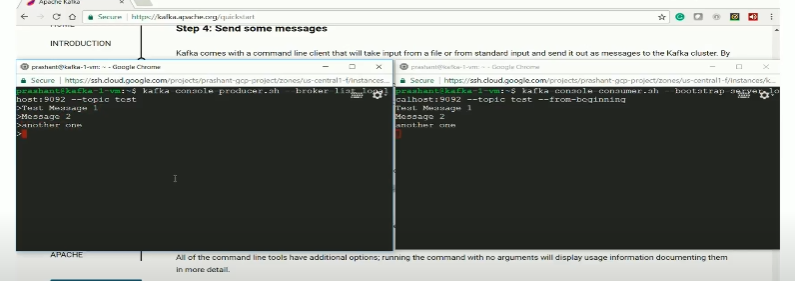 Apache Kafka
Secure | https://kafka.apache.org/quickstart
INTRODUCTION
Step 4: Send some messages
Kafka comes with a command line client that will take input from a file or from standard input and send it out as messages to the Kafka cluster. By
prashant@kafka-1-vm: ~ - Google Chrome
Secure | https://ssh.cloud.google.com/projects/prashant-gcp-project/zones/us-central1-f/instances...
prashant@kafka-1-vm:~$ kafka console producer.sh broker list local
host:9092 --topic test
>Test Message 1
>Message 2
>another one
>
prashant@kafka-1-vm: ~ - Google Chrome
Secure | https://ssh.cloud.google.com/projects/prashant-gcp-project/zones/us-central1-f/instances/k...
prashant@kafka-1-vm:~$ kafka console consumer.sh bootstrap server lo
calhost:9092 --topic test --from-beginning
Test Message 1
Message 2
another one
APACHE
All of the command line tools have additional options; running the command with no arguments will display usage information documenting them
in more detail.